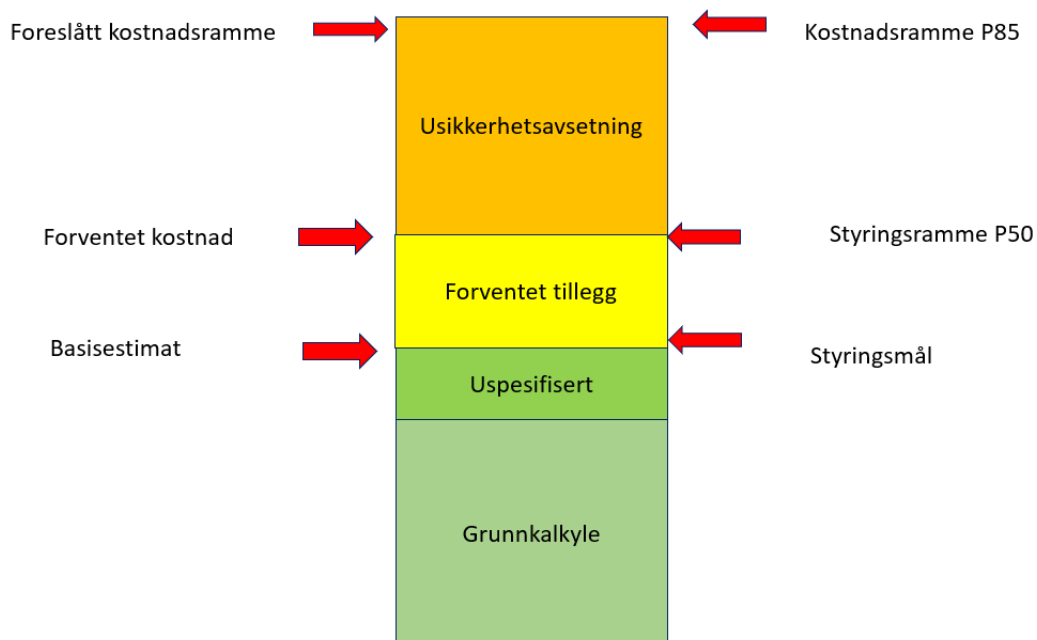 Foreslått kostnadsramme
Kostnadsramme P85
Usikkerhetsavsetning
Forventet kostnad
Styringsramme P50
Forventet tillegg
Basisestimat
Styringsmål
Uspesifisert
Grunnkalkyle